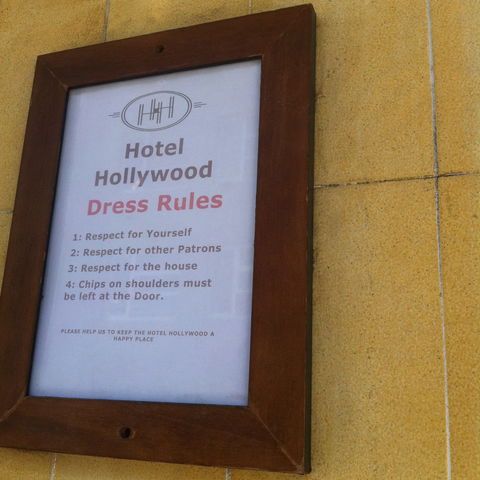 HH
Hotel
Hollywood
Dress Rules
1: Respect for Yourself
2: Respect for other Patrons
3: Respect for the house
4: Chips on shoulders must
be left at the Door.
PLEASE HELP US TO KEEP THE HOTEL HOLLYWOOD A
HAPPY PLACE